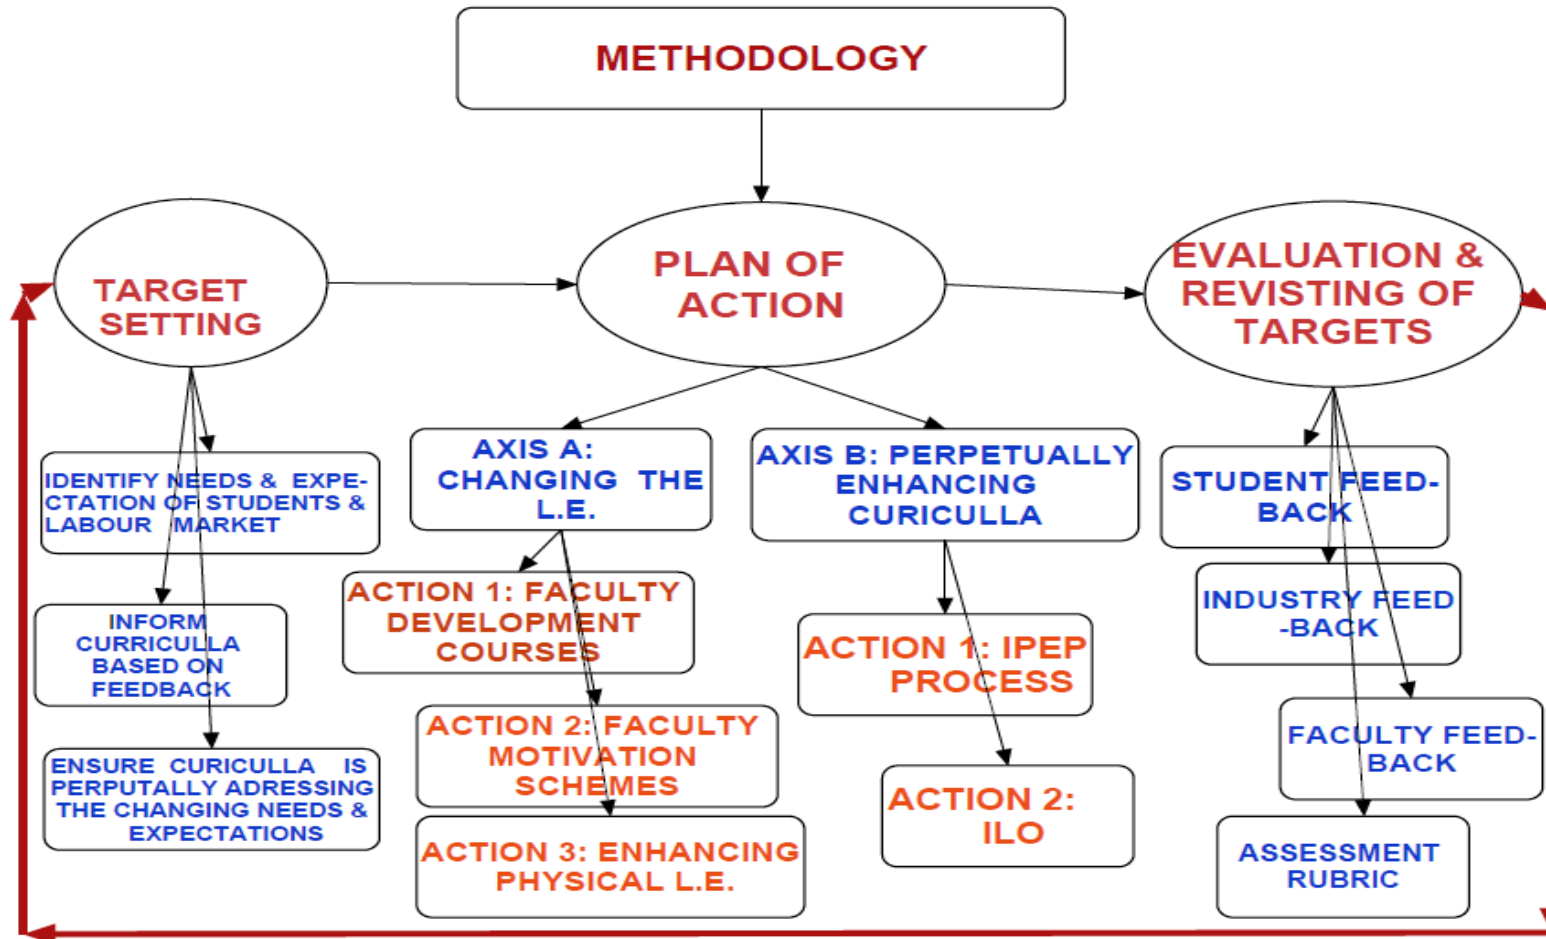 METHODOLOGY
TARGET
SETTING
PLAN OF
ACTION
EVALUATION &
REVISTING OF
TARGETS
IDENTIFY NEEDS & EXPE-
CTATION OF STUDENTS &
LABOUR MARKET
INFORM
CURRICULLA
BASED ON
FEEDBACK
ENSURE CURICULLA IS
PERPUTALLY ADRESSING
THE CHANGING NEEDS &
EXPECTATIONS
AXIS A:
CHANGING THE
L.E.
ACTION 1: FACULTY
DEVELOPMENT
COURSES
ACTION 2: FACULTY
MOTIVATION
SCHEMES
ACTION 3: ENHANCING
PHYSICAL L.E.
AXIS B: PERPETUALLY
ENHANCING
CURICULLA
ACTION 1: IPEP
PROCESS
ACTION 2:
ILO
STUDENT FEED-
BACK
INDUSTRY FEED
-BACK
FACULTY FEED-
BACK
ASSESSMENT
RUBRIC